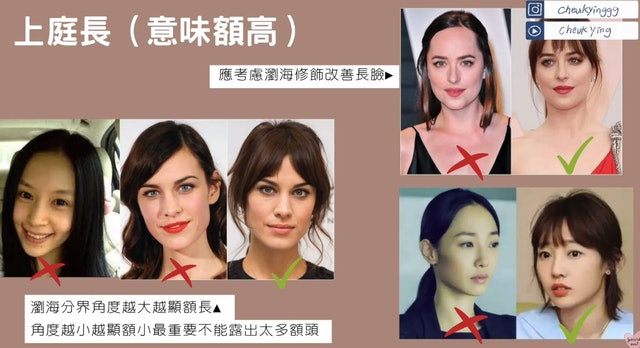 上庭長（意味額高）
cheukyinggg
cheukying
應考慮瀏海修飾改善長臉▶
瀏海分界角度越大越顯額長▲
角度越小越顯額小最重要不能露出太多額頭